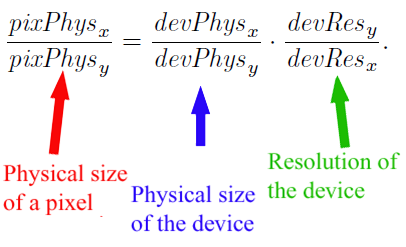 pixPhys_x / pixPhys_y = devPhys_x / devPhys_y · devRes_y / devRes_x.
Physical size
of a pixel
Physical size
of the device
Resolution of
the device